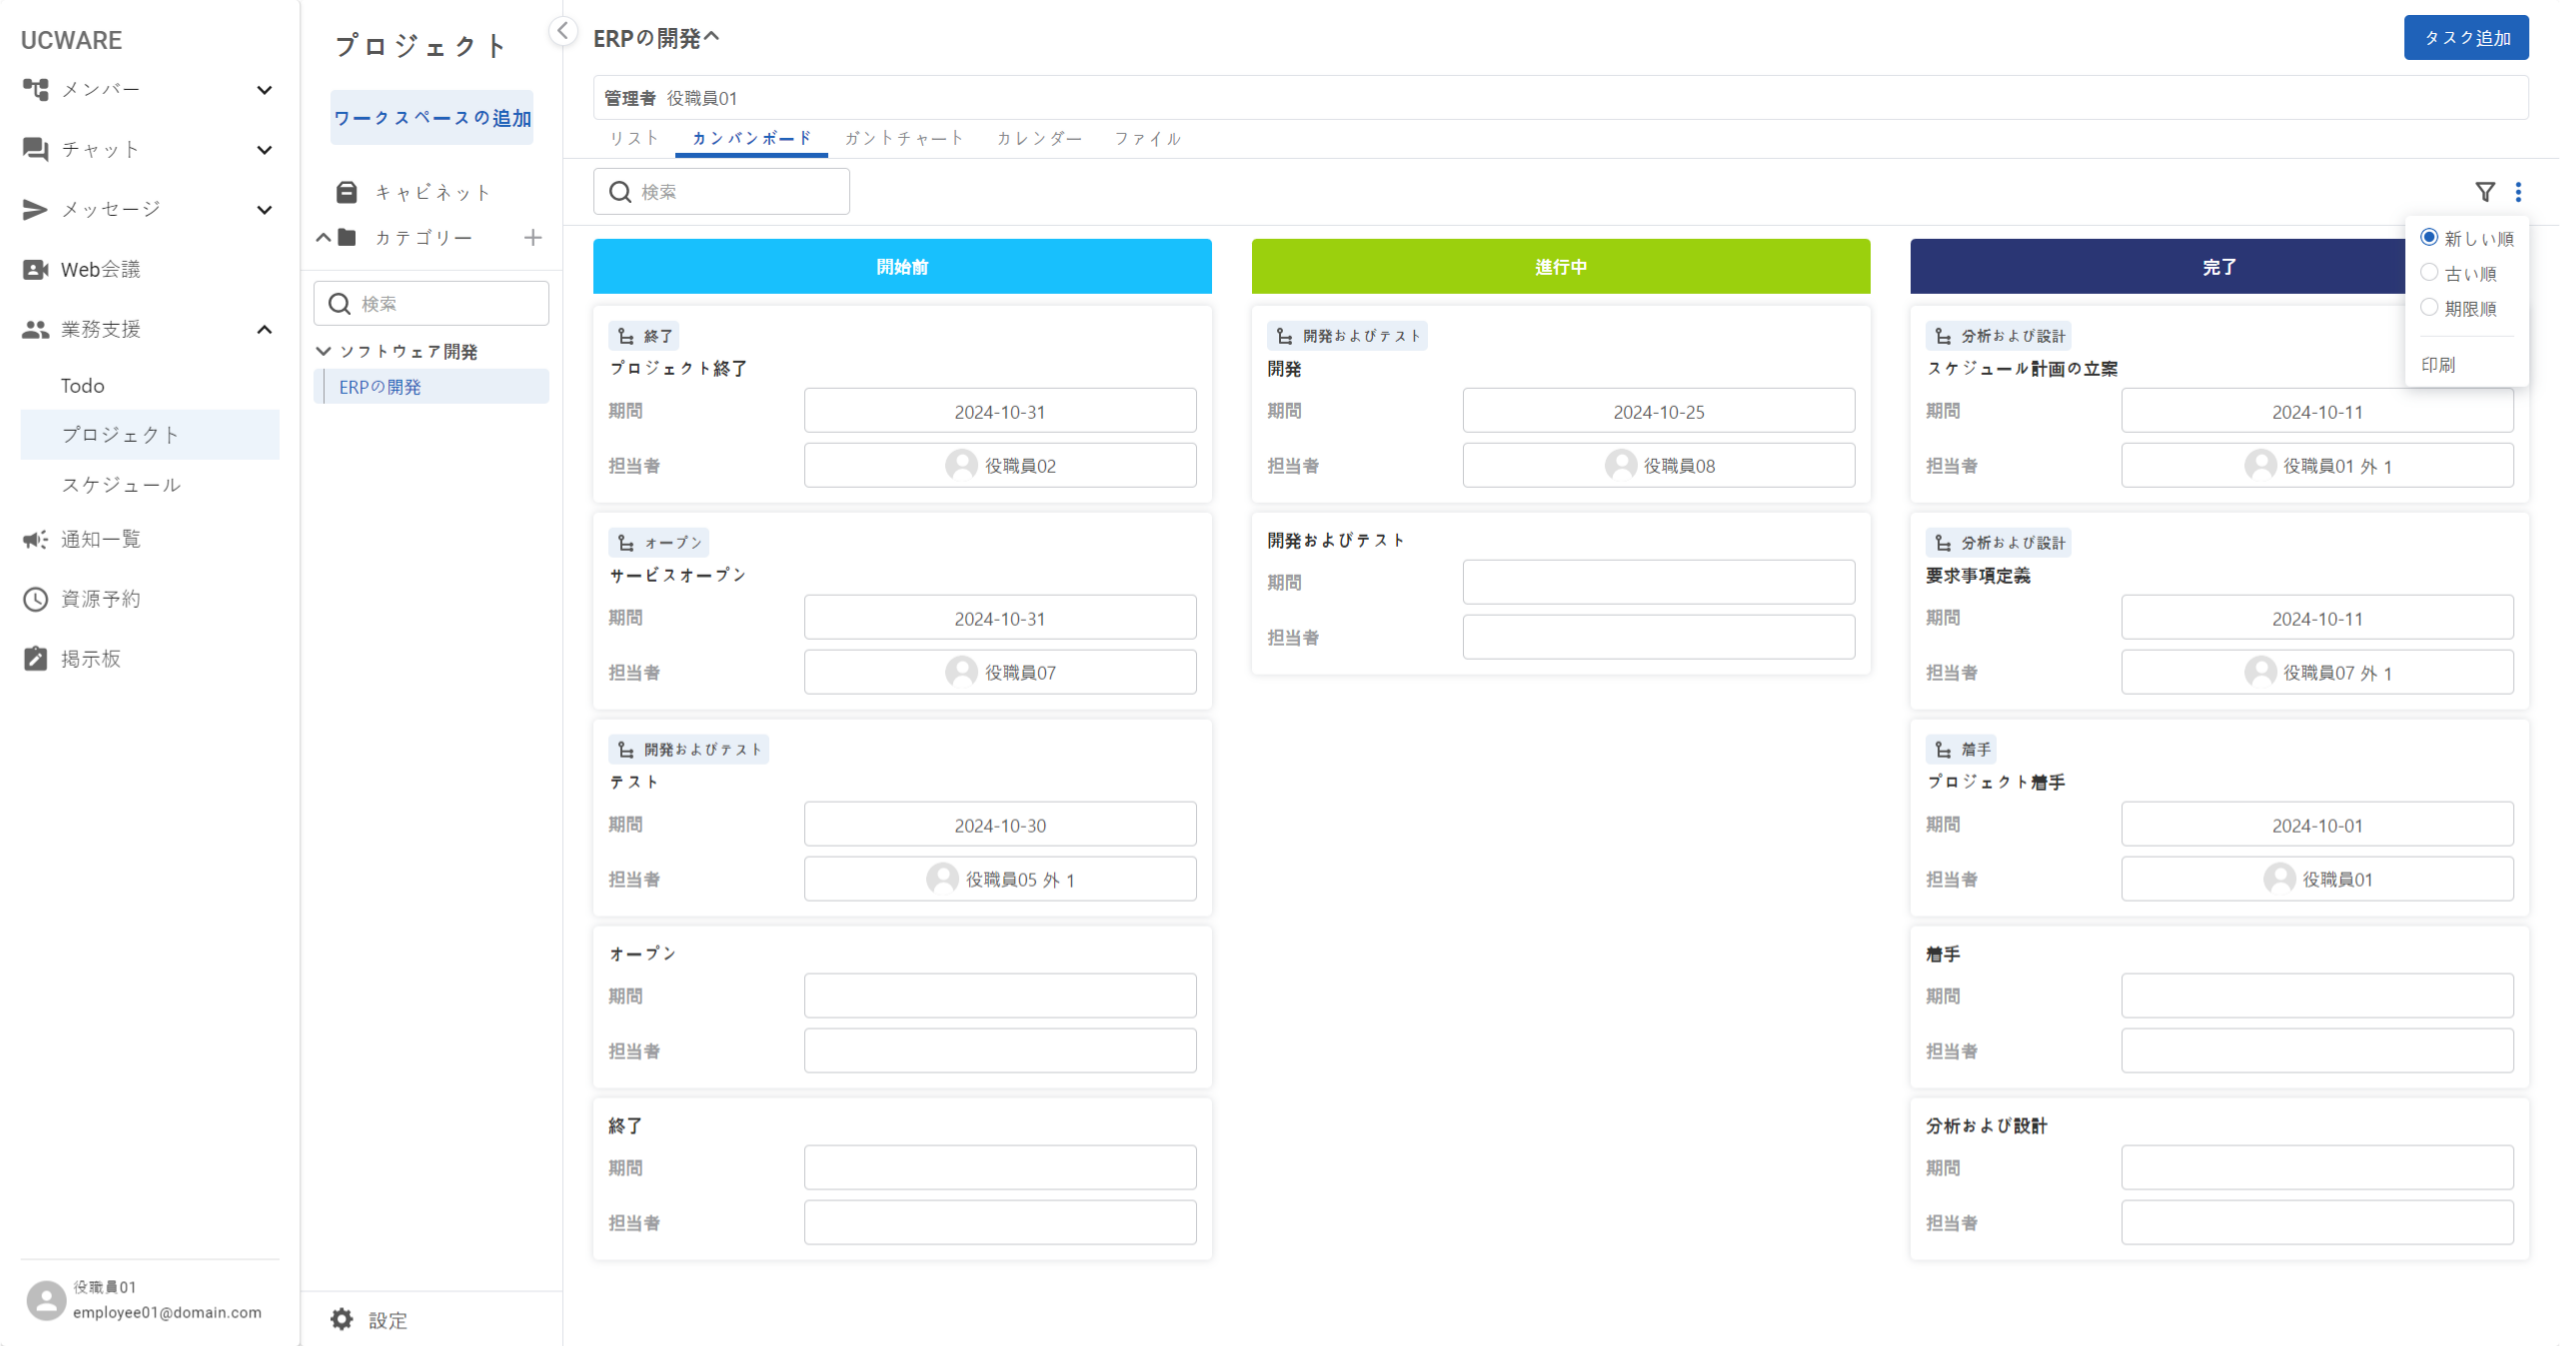 UCWARE
メンバー
チャット
メッセージ
Web会議
業務支援
Todo
プロジェクト
スケジュール
通知一覧
資源予約
掲示板
役職員01
employee01@domain.com
プロジェクト
ワークスペースの追加
キャビネット
カテゴリー
検索
ソフトウェア開発
ERPの開発
設定
ERPの開発
タスク追加
管理者 役職員01
リスト カンバンボード ガントチャート カレンダー ファイル
検索
新しい順
古い順
期限順
印刷
開始前
終了
プロジェクト終了
期間 2024-10-31
担当者 役職員02
オープン
サービスオープン
期間 2024-10-31
担当者 役職員07
開発およびテスト
テスト
期間 2024-10-30
担当者 役職員05 外 1
オープン
期間
担当者
終了
期間
担当者
進行中
開発およびテスト
開発
期間 2024-10-25
担当者 役職員08
開発およびテスト
期間
担当者
完了
分析および設計
スケジュール計画の立案
期間 2024-10-11
担当者 役職員01 外 1
分析および設計
要求事項定義
期間 2024-10-11
担当者 役職員07 外 1
着手
プロジェクト着手
期間 2024-10-01
担当者 役職員01
着手
期間
担当者
分析および設計
期間
担当者